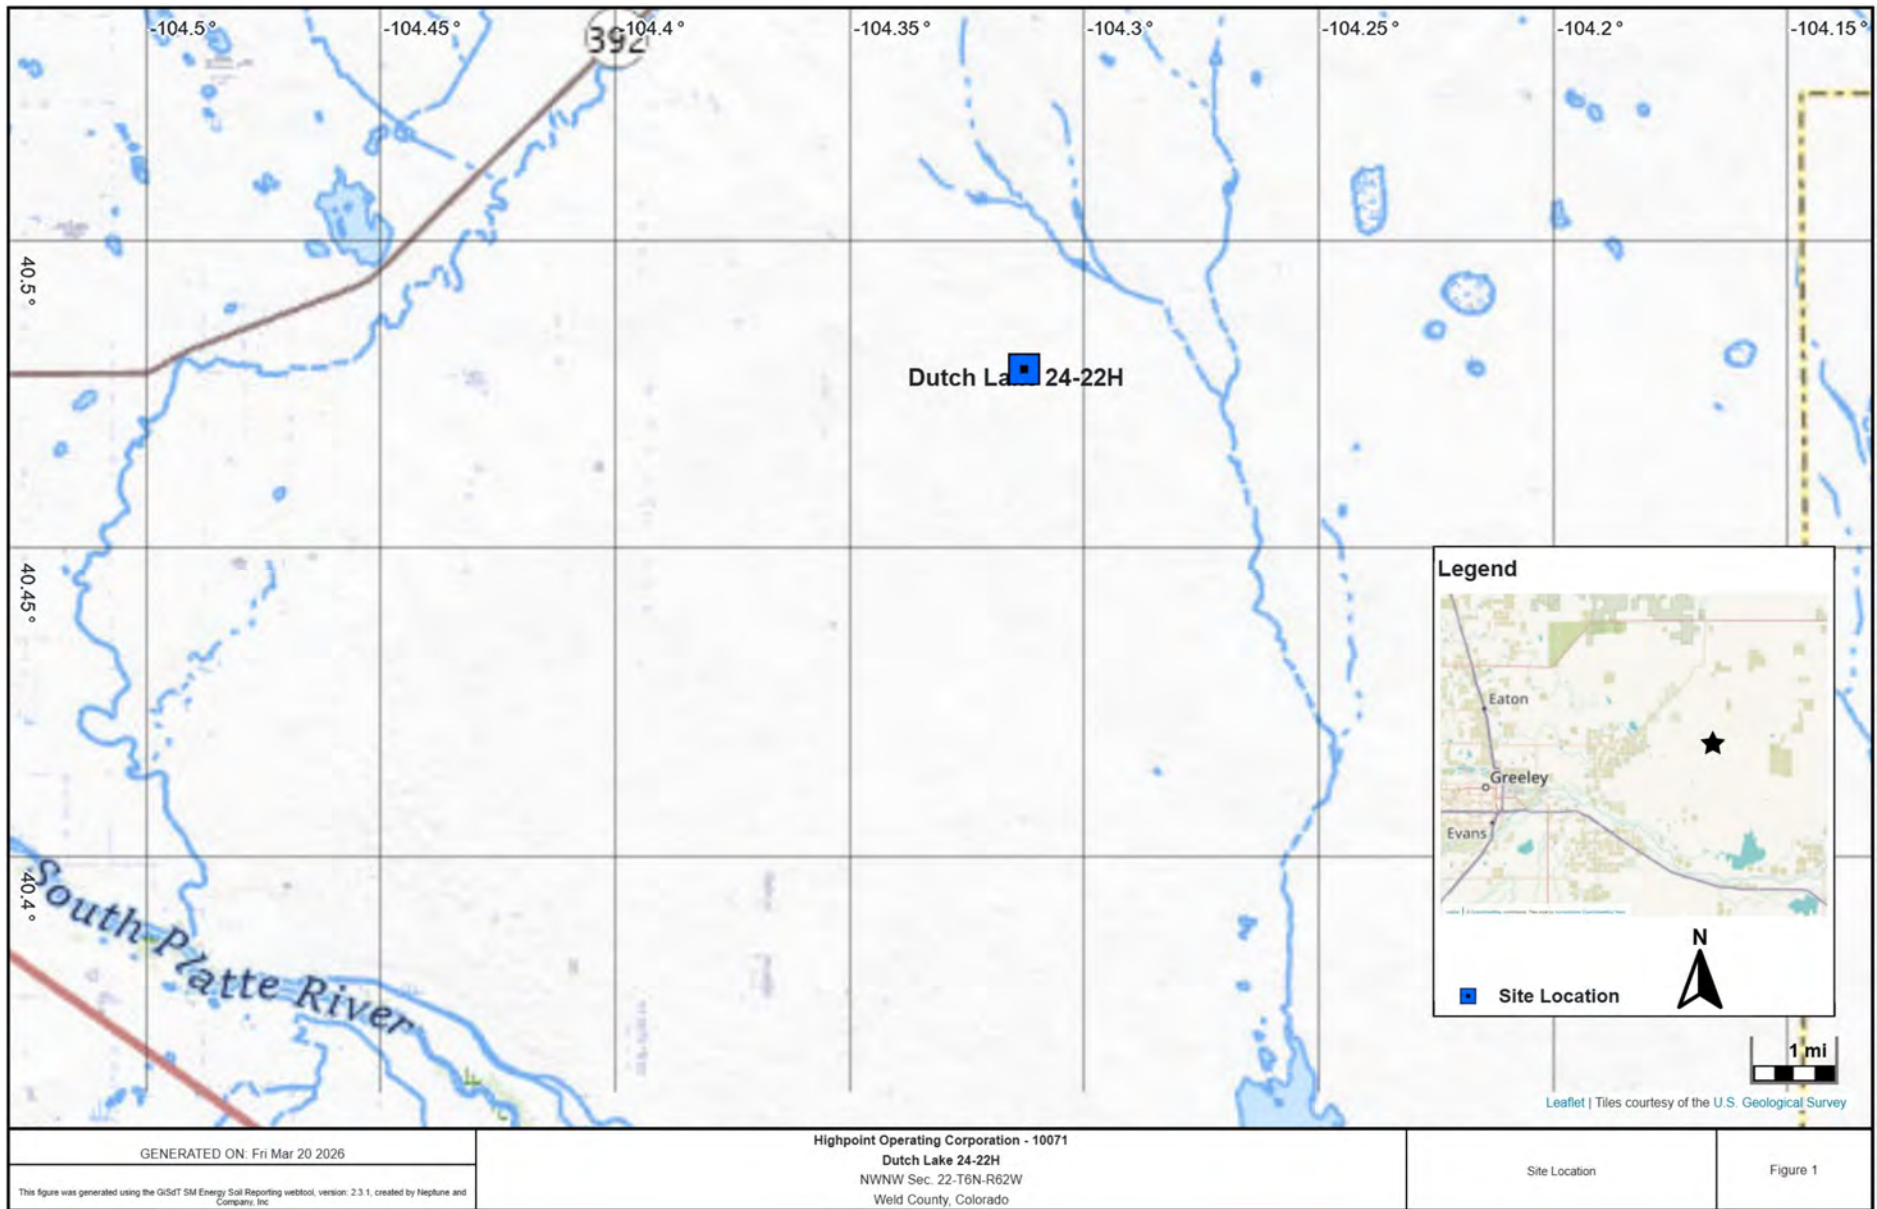 -104.5 °
-104.45 °
-104.4 °
-104.35 °
-104.3 °
-104.25 °
-104.2 °
-104.15 °
392
40.5 °
40.45 °
40.4 °
Dutch La 24-22H
South Platte River
Legend
Eaton
Greeley
Evans
N
Site Location
1 mi
Leaflet | Tiles courtesy of the U.S. Geological Survey
GENERATED ON: Fri Mar 20 2026
This figure was generated using the GiSdT SM Energy Soil Reporting webtool, version: 2.3.1, created by Neptune and
Company, Inc
Highpoint Operating Corporation - 10071
Dutch Lake 24-22H
NWNW Sec. 22-T6N-R62W
Weld County, Colorado
Site Location
Figure 1